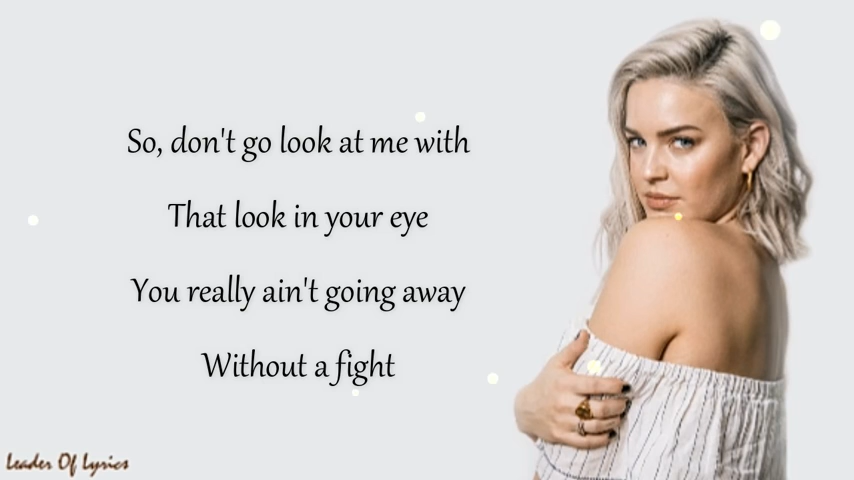 So, don't go look at me with
That look in your eye
You really ain't going away
Without a fight
Leader Of Lyrics